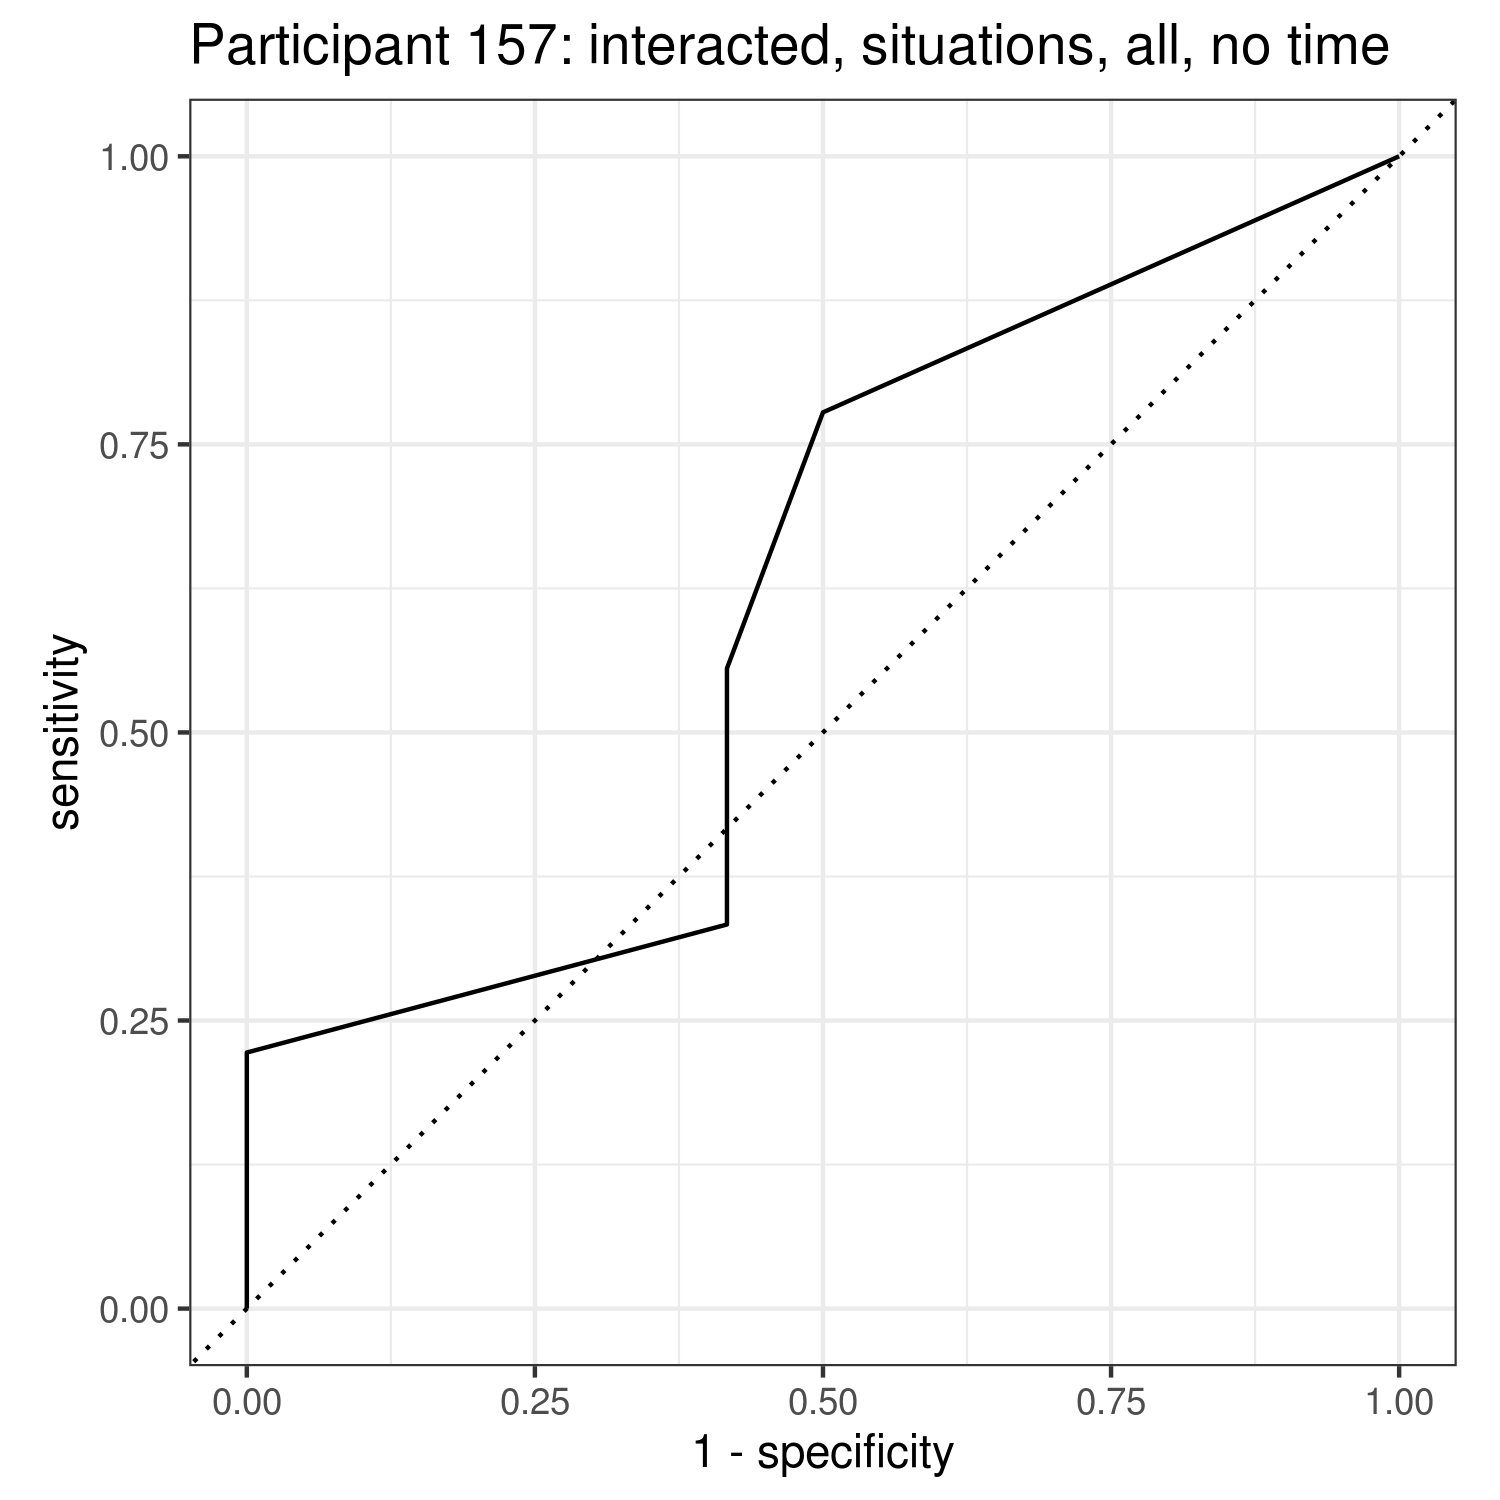 Participant 157: interacted, situations, all, no time
1.00
0.75
0.50
0.25
0.00
sensitivity
0.00 0.25 0.50 0.75 1.00
1 - specificity